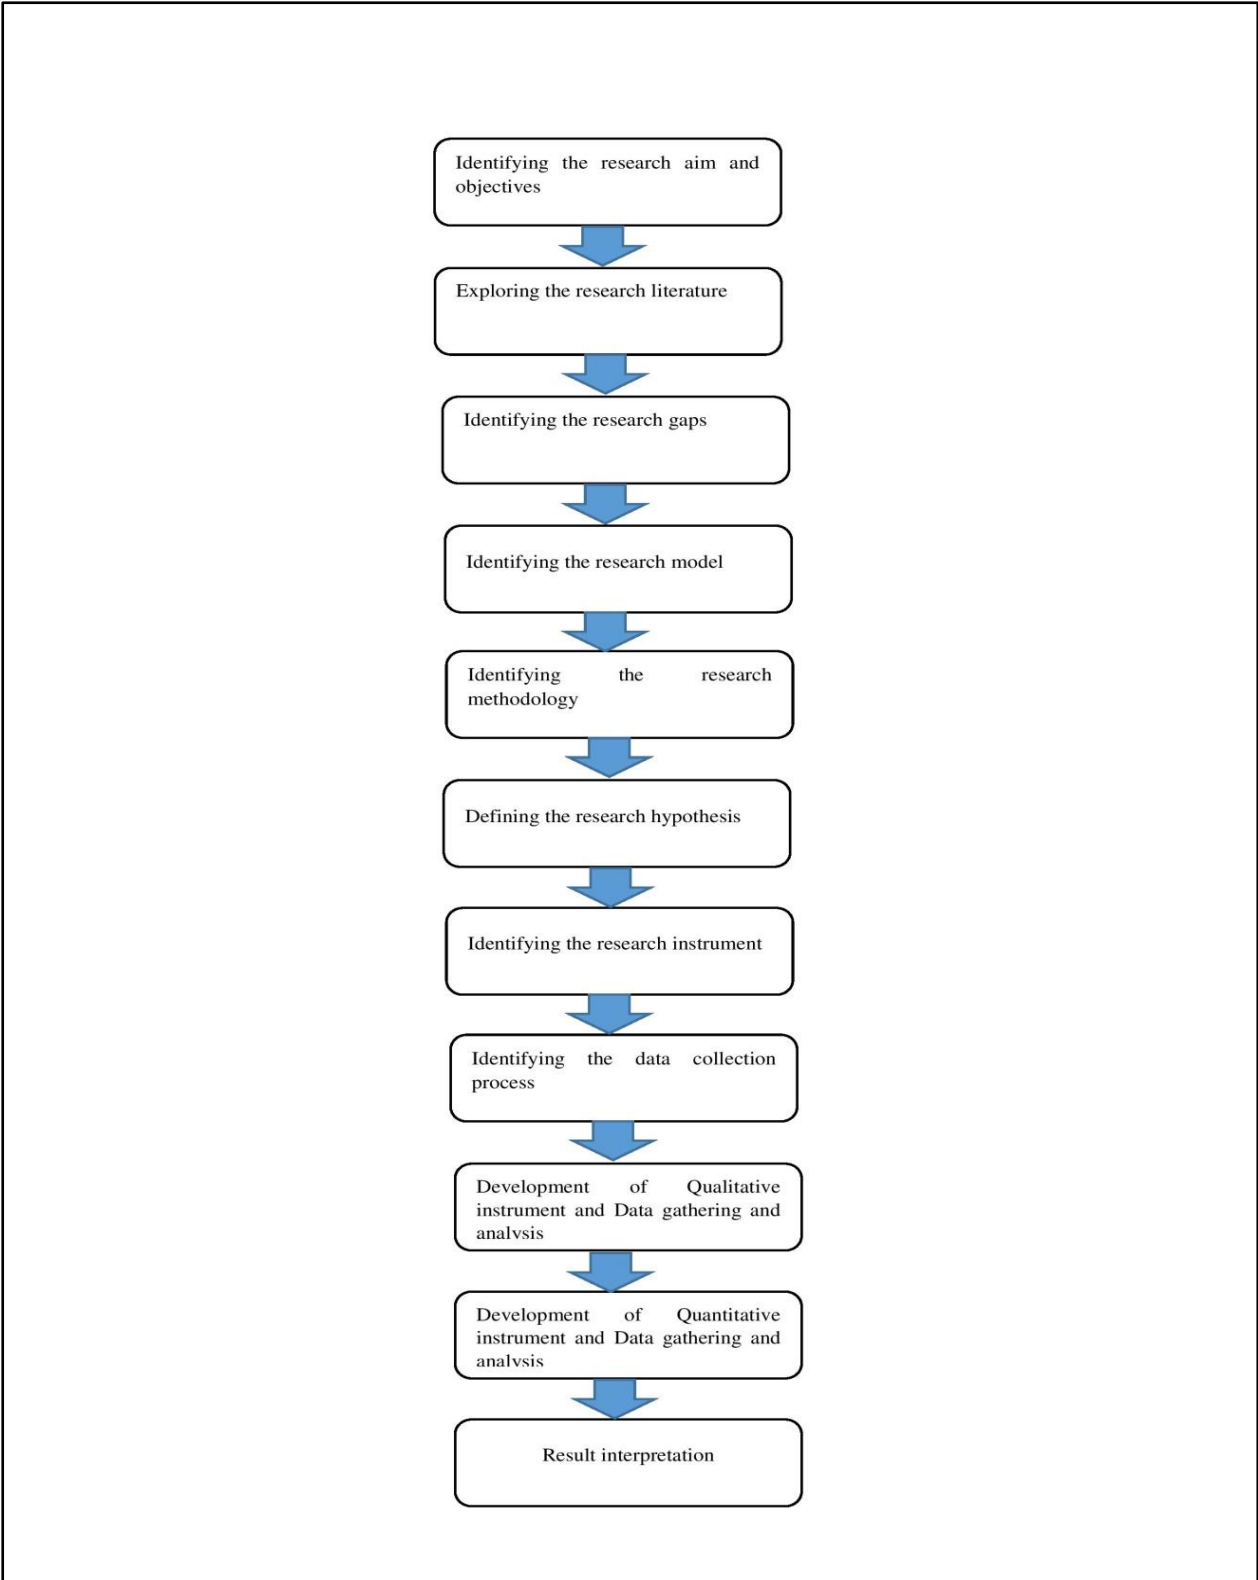 Identifying the research aim and
objectives
Exploring the research literature
Identifying the research gaps
Identifying the research model
Identifying the research
methodology
Defining the research hypothesis
Identifying the research instrument
Identifying the data collection
process
Development of Qualitative
instrument and Data gathering and
analysis
Development of Quantitative
instrument and Data gathering and
analysis
Result interpretation